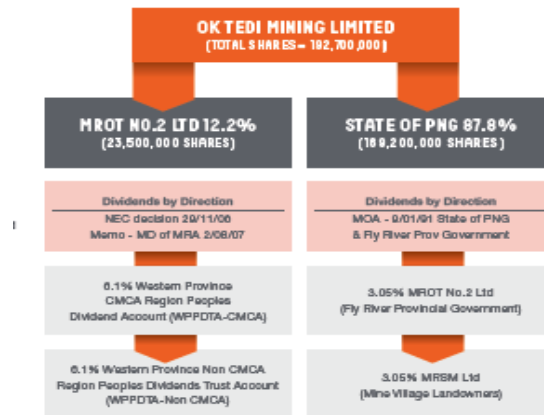 OK TEDI MINING LIMITED
(TOTAL SHARES= 192,700,000)
MROT NO.2 LTD 12.2%
(23,500,000 SHARES)
STATE OF PNG 87.8%
(169,200,000 SHARES)
Dividends by Direction
NEC decision 29/11/06
Memo - MD of MRA 2/08/07
Dividends by Direction
MOA - 9/01/91 State of PNG
& Fly River Prov Government
6.1% Western Province
CMCA Region Peoples
Dividend Account (WPPDTA-CMCA)
3.05% MROT No.2 Ltd
(Fly River Provincial Government)
6.1% Western Province Non CMCA
Region Peoples Dividends Trust Account
(WPPDTA-Non CMCA)
3.05% MRSM Ltd
(Mine Village Landowners)